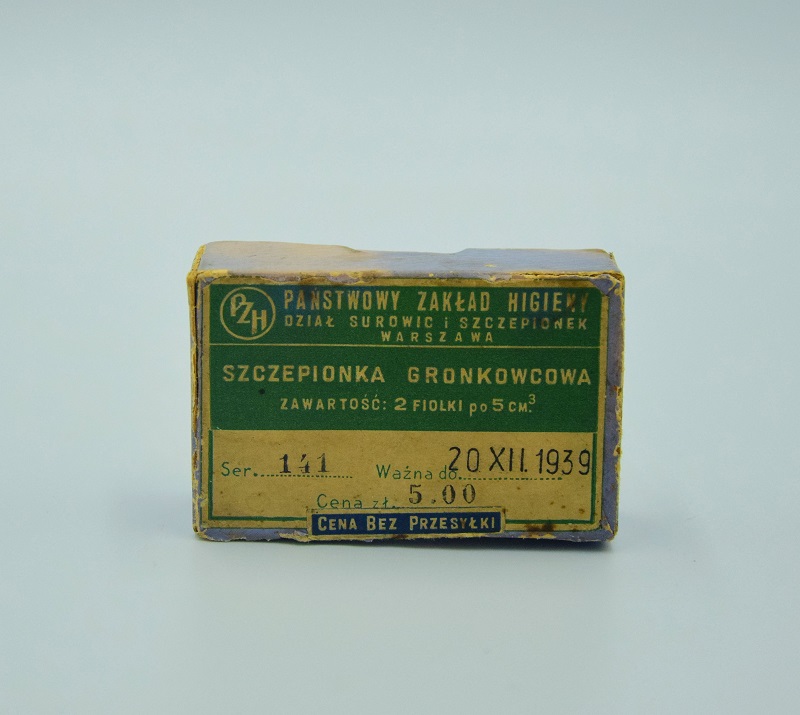 PZH
PAŃSTWOWY ZAKŁAD HIGIENY
DZIAŁ SUROWIC i SZCZEPIONEK
WARSZAWA
SZCZEPIONKA GRONKOWCOWA
ZAWARTOŚĆ: 2 FIOLKI po 5 CM.³
Ser. 141 Ważna do 20 XII. 1939
Cena zł. 5.00
CENA BEZ PRZESYŁKI